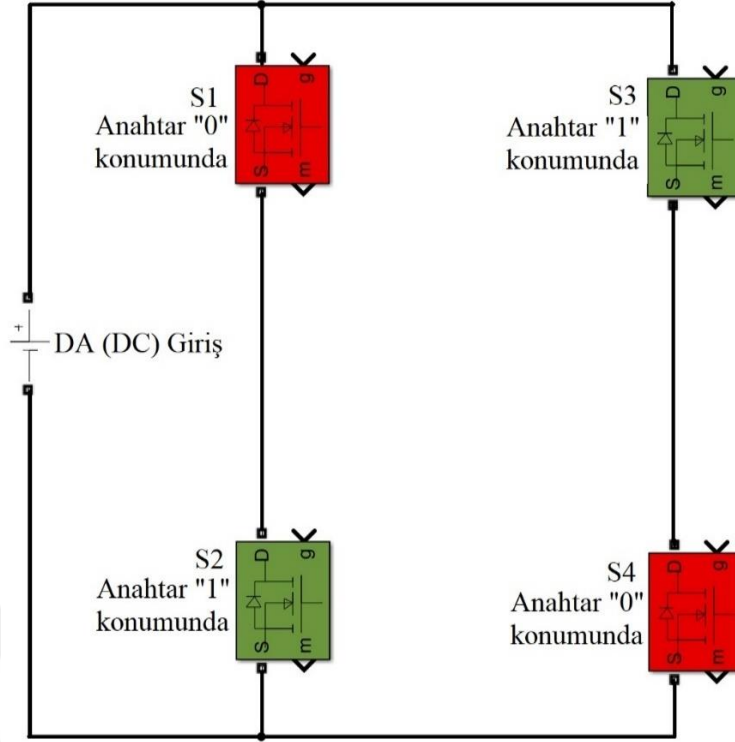 S1
Anahtar "0"
konumunda
D
g
S
m
S3
Anahtar "1"
konumunda
D
g
S
m
+
DA (DC) Giriş
S2
Anahtar "1"
konumunda
D
g
S
m
S4
Anahtar "0"
konumunda
D
g
S
m